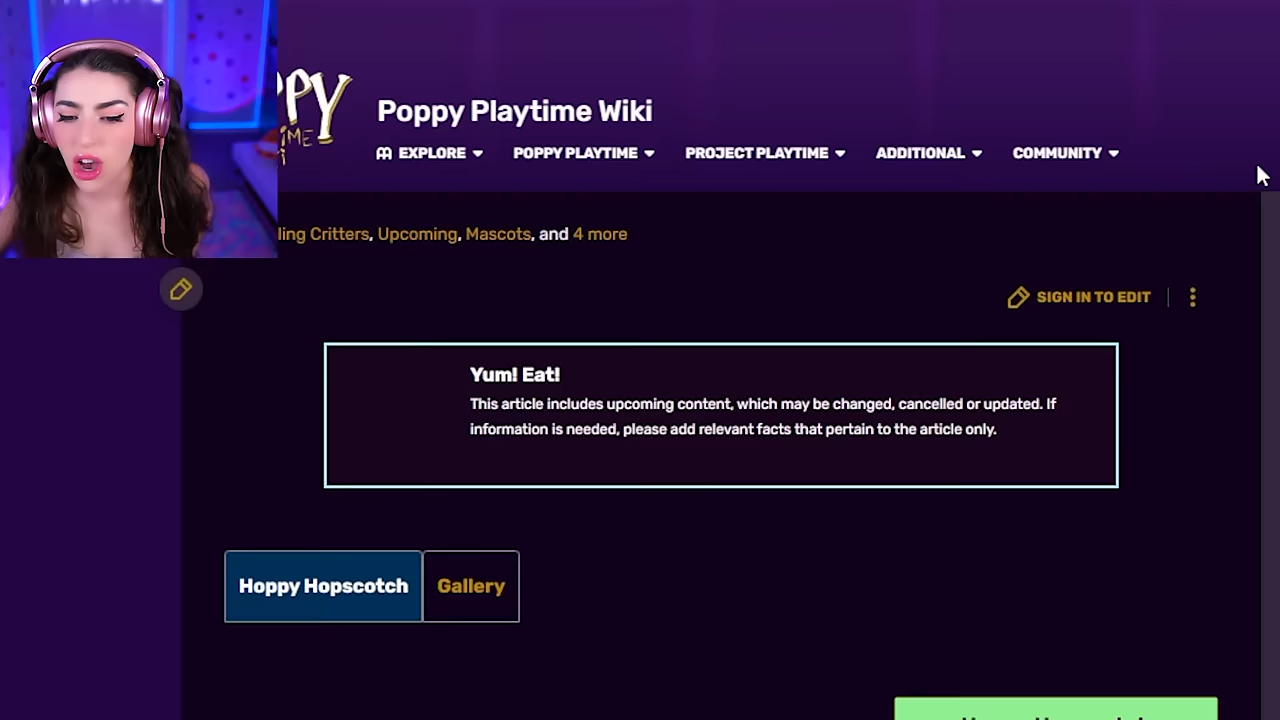 PPY
IME
Poppy Playtime Wiki
EXPLORE
POPPY PLAYTIME
PROJECT PLAYTIME
ADDITIONAL
COMMUNITY
ling Critters, Upcoming, Mascots, and 4 more
SIGN IN TO EDIT
Yum! Eat!
This article includes upcoming content, which may be changed, cancelled or updated. If
information is needed, please add relevant facts that pertain to the article only.
Hoppy Hopscotch
Gallery